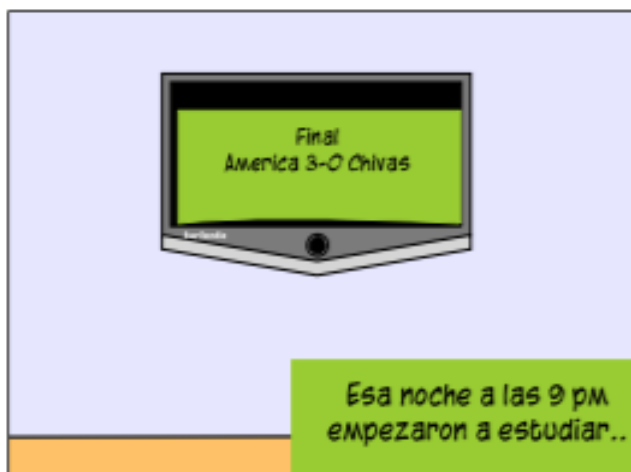 Final
America 3-0 Chivas
Esa noche a las 9 pm
empezaron a estudiar..